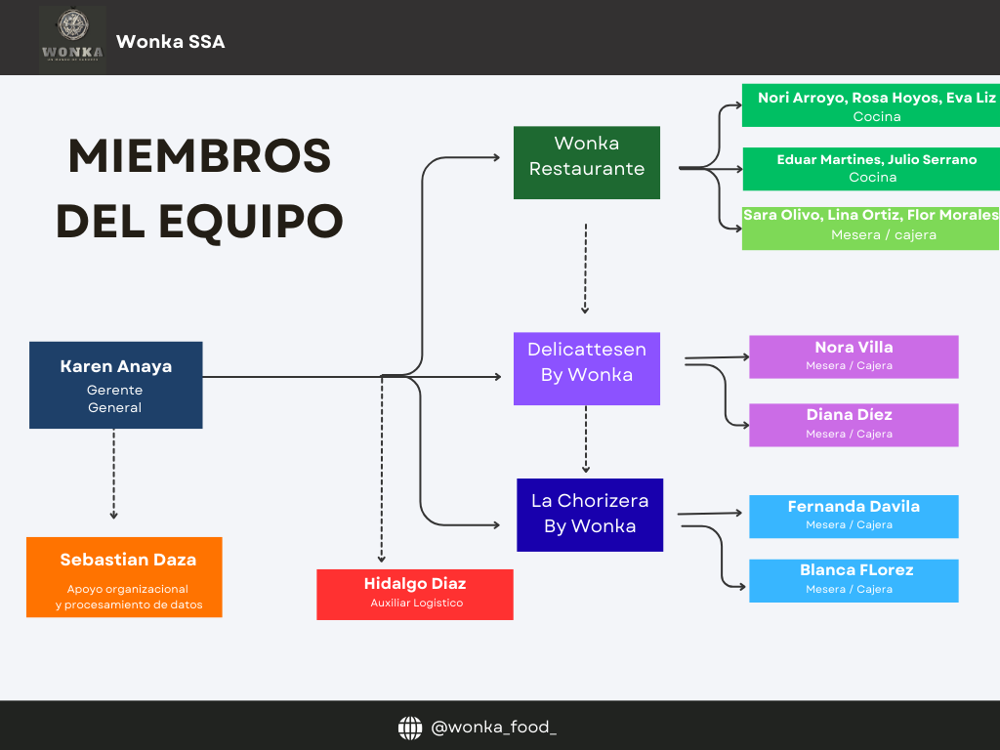 WONKA
Wonka SSA
MIEMBROS
DEL EQUIPO
Nori Arroyo, Rosa Hoyos, Eva Liz
Cocina
Wonka
Restaurante
Eduar Martines, Julio Serrano
Cocina
Sara Olivo, Lina Ortiz, Flor Morales
Mesera / cajera
Karen Anaya
Gerente
General
Delicattesen
By Wonka
Nora Villa
Mesera / Cajera
Diana Díez
Mesera / Cajera
La Chorizera
By Wonka
Fernanda Davila
Mesera / Cajera
Blanca FLorez
Mesera / Cajera
Sebastian Daza
Apoyo organizacional
y procesamiento de datos
Hidalgo Diaz
Auxiliar Logistico
@wonka_food_